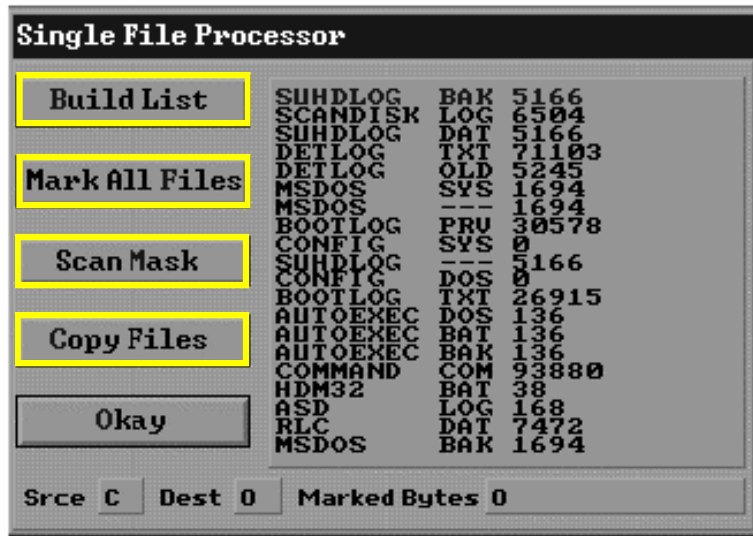 Single File Processor
Build List
Mark All Files
Scan Mask
Copy Files
Okay
SUHDLOG BAK 5166
SCANDISK LOG 6504
SUHDLOG DAT 5166
DETLOG TXT 71103
DETLOG OLD 5245
MSDOS SYS 1694
MSDOS --- 1694
BOOTLOG PRV 30578
CONFIG SYS 0
SUHDLOG --- 5166
CONFIG DOS 0
BOOTLOG TXT 26915
AUTOEXEC DOS 136
AUTOEXEC BAT 136
AUTOEXEC BAK 136
COMMAND COM 93880
HDM32 BAT 38
ASD LOG 168
RLC DAT 7472
MSDOS BAK 1694
Srce C Dest O Marked Bytes 0